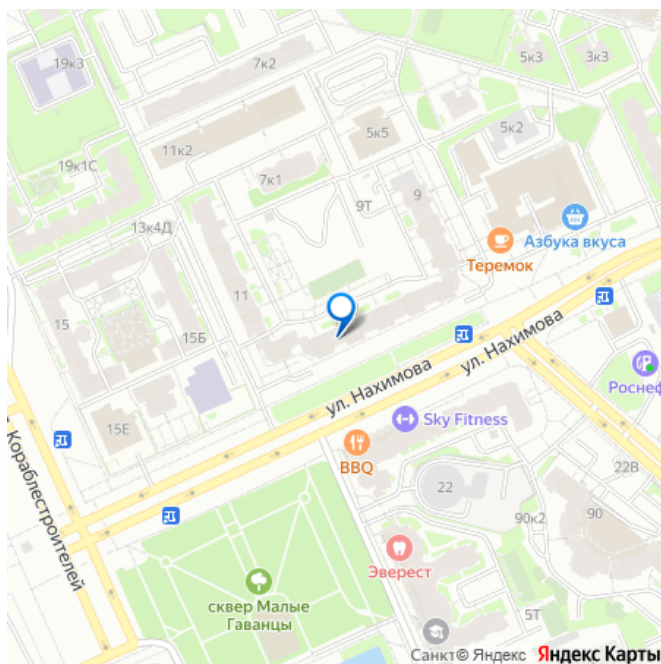 19к3
7к2
5к3
3к3
11к2
5к5
5к2
19к1С
7к1
9
9Т
13к4Д
Азбука вкуса
Теремок
11
15
15Б
ул. Нахимова
ул. Нахимова
Роснеф
Sky Fitness
15Е
BBQ
22В
Кораблестроителей
22
90к2
90
Эверест
сквер Малые
Гаванцы
5Т
Санкт© Яндекс Яндекс Карты